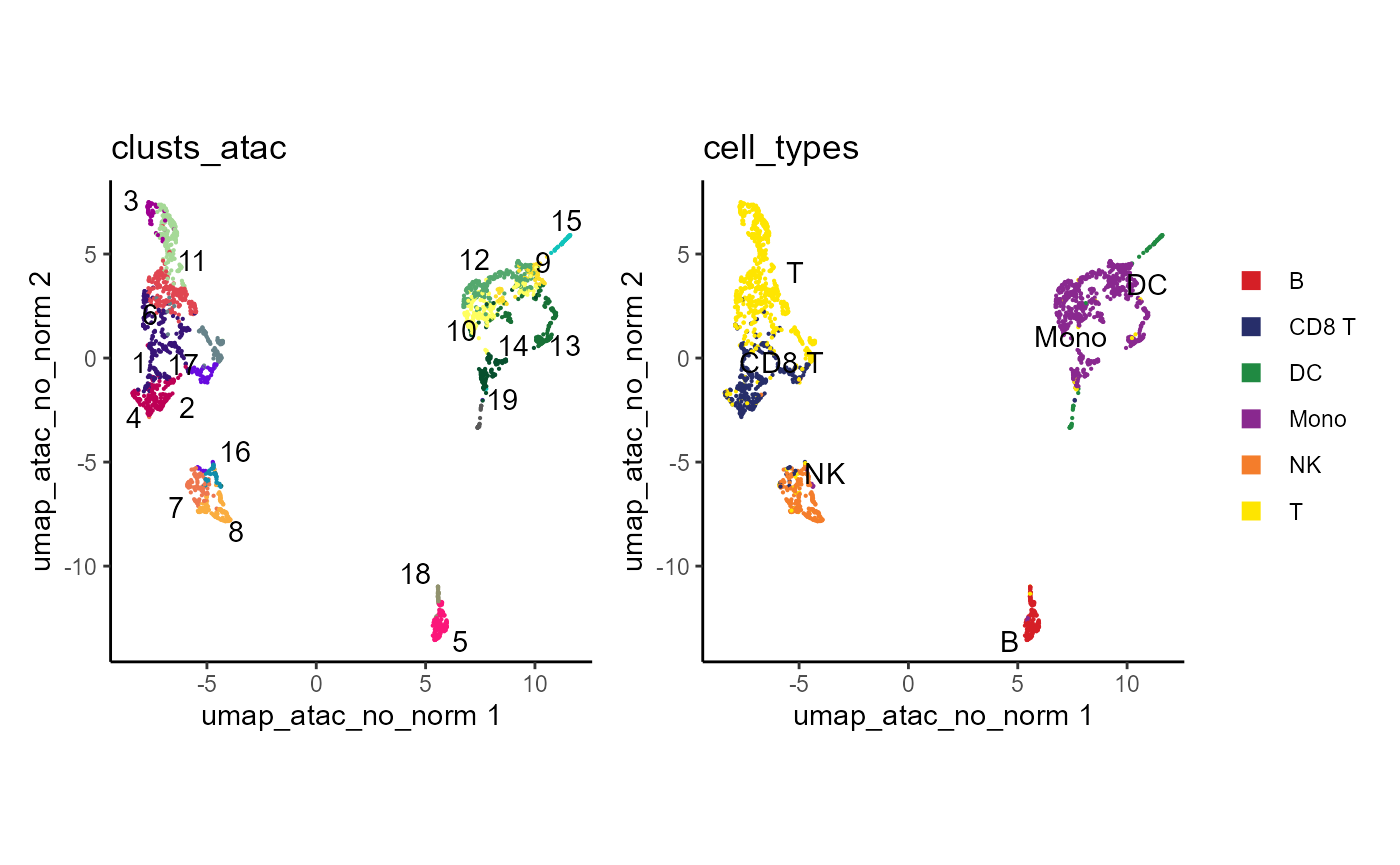 clusts_atac
3
15
11
12
9
6
10
14
13
1
17
19
2
4
16
7
8
18
5
5
0
-5
-10
-5
0
5
10
umap_atac_no_norm 1
umap_atac_no_norm 2
cell_types
T
DC
Mono
CD8 T
NK
B
5
0
-5
-10
-5
0
5
10
umap_atac_no_norm 1
umap_atac_no_norm 2
B
CD8 T
DC
Mono
NK
T